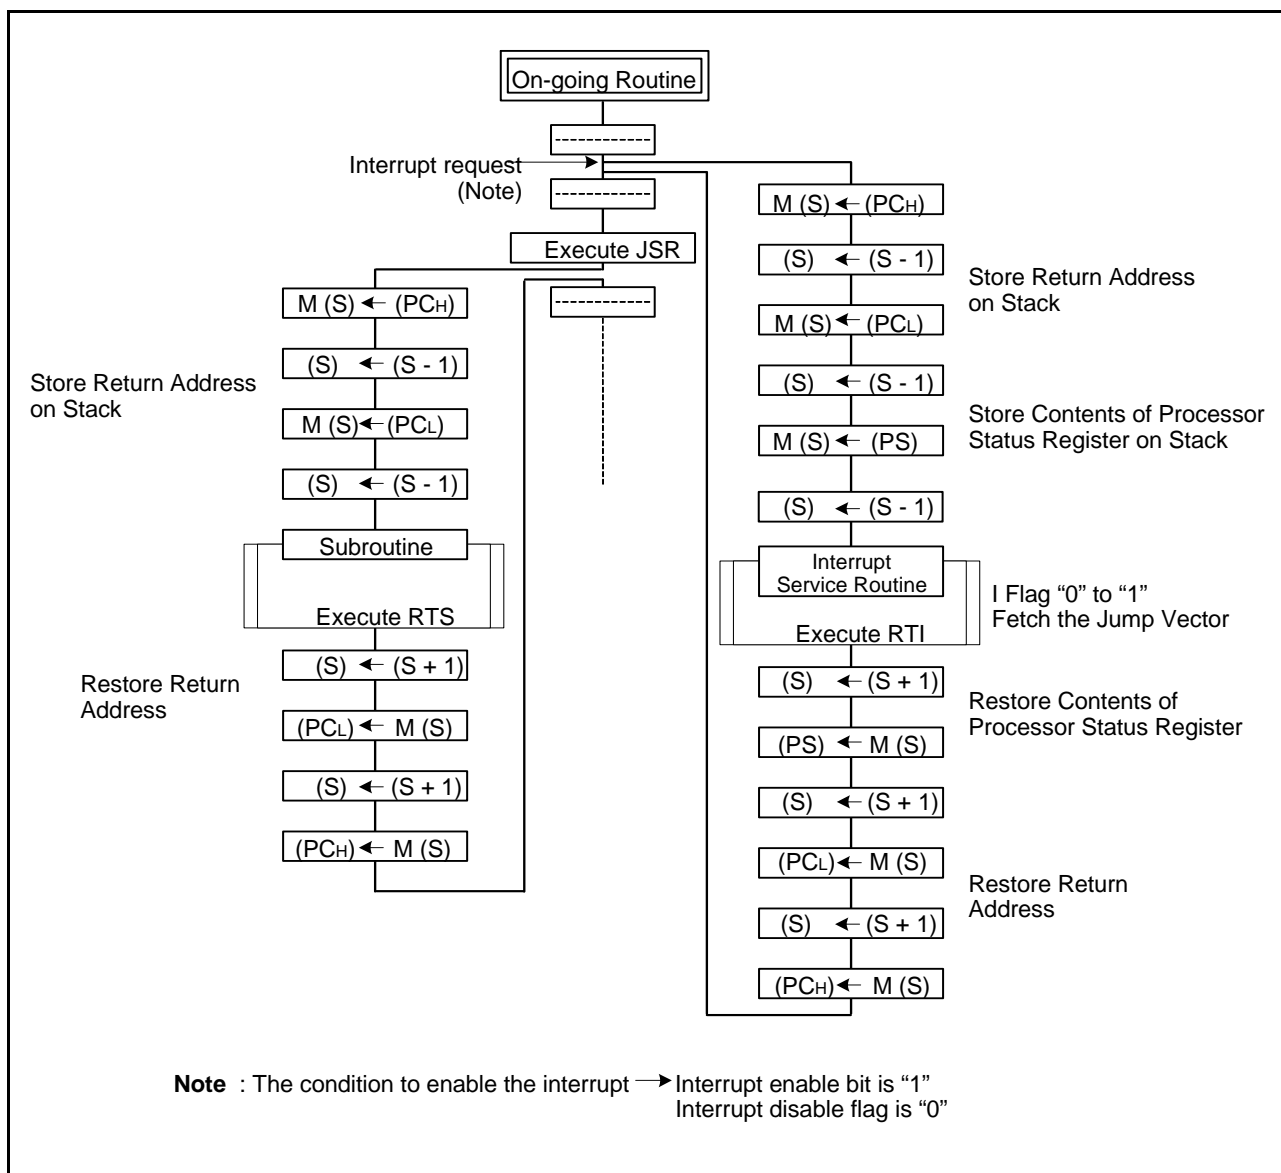 On-going Routine
Interrupt request
(Note)
Execute JSR
M (S) ← (PCH)
(S) ← (S - 1)
M (S) ← (PCL)
(S) ← (S - 1)
Store Return Address
on Stack
Subroutine
Execute RTS
(S) ← (S + 1)
(PCL) ← M (S)
(S) ← (S + 1)
(PCH) ← M (S)
Restore Return
Address
M (S) ← (PCH)
(S) ← (S - 1)
M (S) ← (PCL)
(S) ← (S - 1)
M (S) ← (PS)
(S) ← (S - 1)
Store Return Address
on Stack
Store Contents of Processor
Status Register on Stack
Interrupt
Service Routine
Execute RTI
I Flag “0” to “1”
Fetch the Jump Vector
(S) ← (S + 1)
(PS) ← M (S)
(S) ← (S + 1)
(PCL) ← M (S)
(S) ← (S + 1)
(PCH) ← M (S)
Restore Contents of
Processor Status Register
Restore Return
Address
Note : The condition to enable the interrupt → Interrupt enable bit is “1”
Interrupt disable flag is “0”